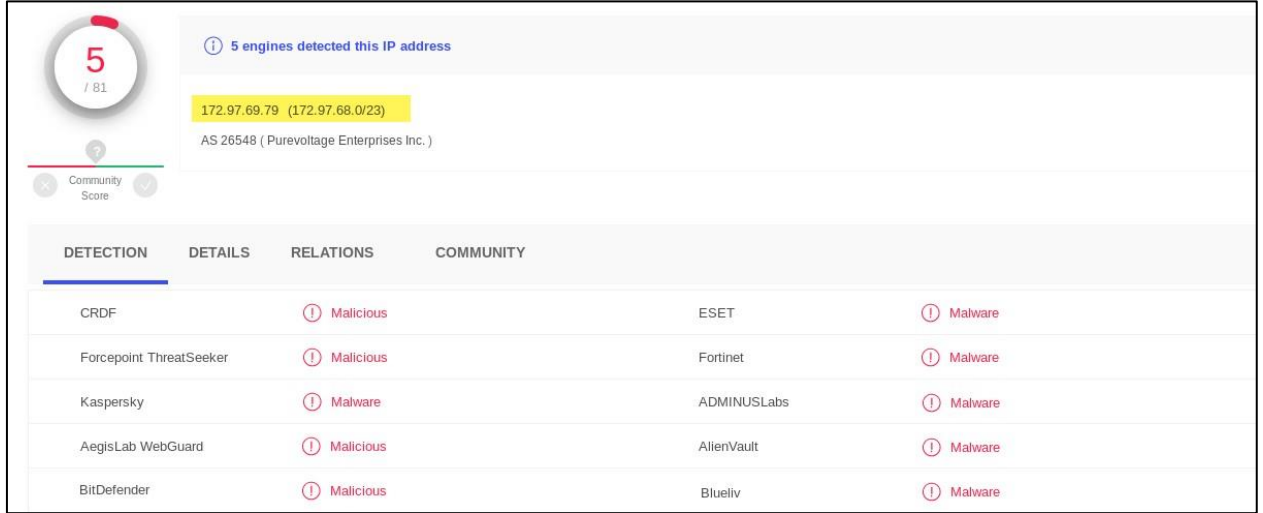 5
/ 81
?
Community
Score
5 engines detected this IP address
172.97.69.79 (172.97.68.0/23)
AS 26548 ( Purevoltage Enterprises Inc. )
DETECTION DETAILS RELATIONS COMMUNITY
CRDF Malicious ESET Malware
Forcepoint ThreatSeeker Malicious Fortinet Malware
Kaspersky Malware ADMINUSLabs Malware
AegisLab WebGuard Malicious AlienVault Malware
BitDefender Malicious Blueliv Malware